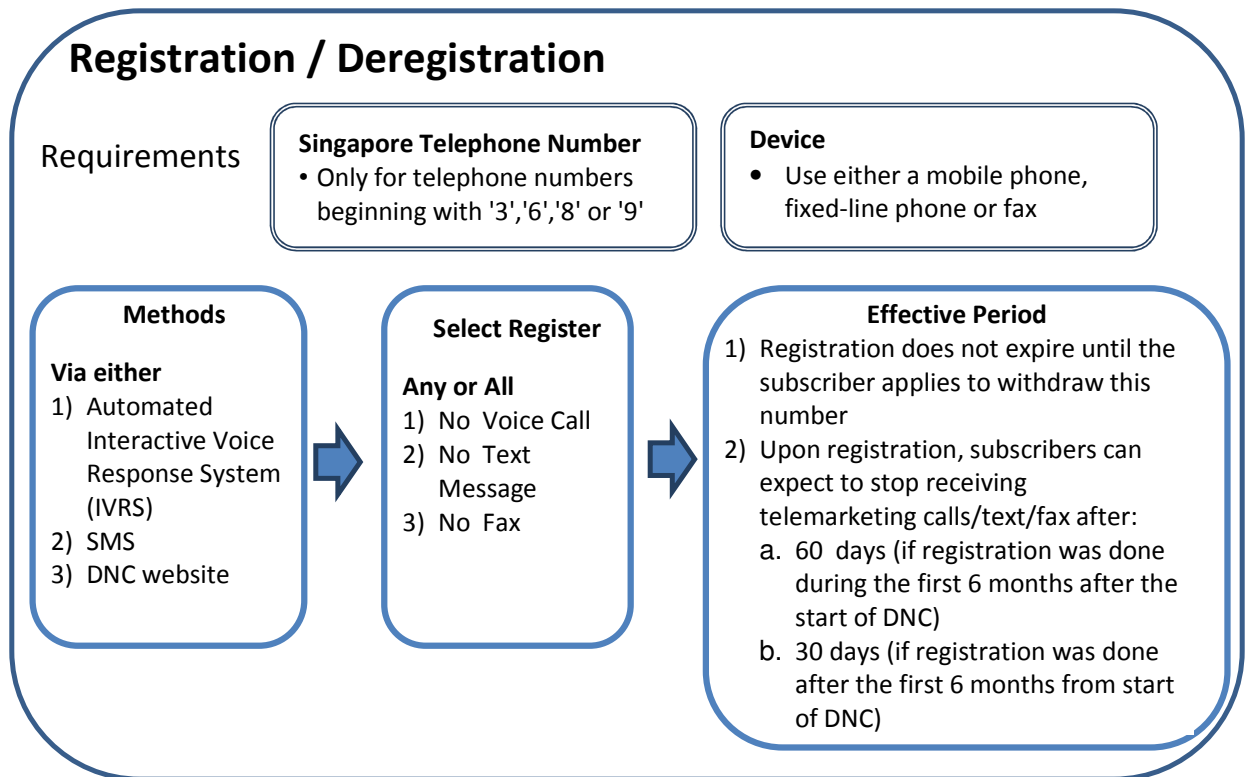 Registration / Deregistration
Requirements
Singapore Telephone Number
• Only for telephone numbers
beginning with '3','6','8' or '9'
Device
• Use either a mobile phone,
fixed-line phone or fax
Methods
Via either
1) Automated
Interactive Voice
Response System
(IVRS)
2) SMS
3) DNC website
Select Register
Any or All
1) No Voice Call
2) No Text
Message
3) No Fax
Effective Period
1) Registration does not expire until the
subscriber applies to withdraw this
number
2) Upon registration, subscribers can
expect to stop receiving
telemarketing calls/text/fax after:
a. 60 days (if registration was done
during the first 6 months after the
start of DNC)
b. 30 days (if registration was done
after the first 6 months from start
of DNC)